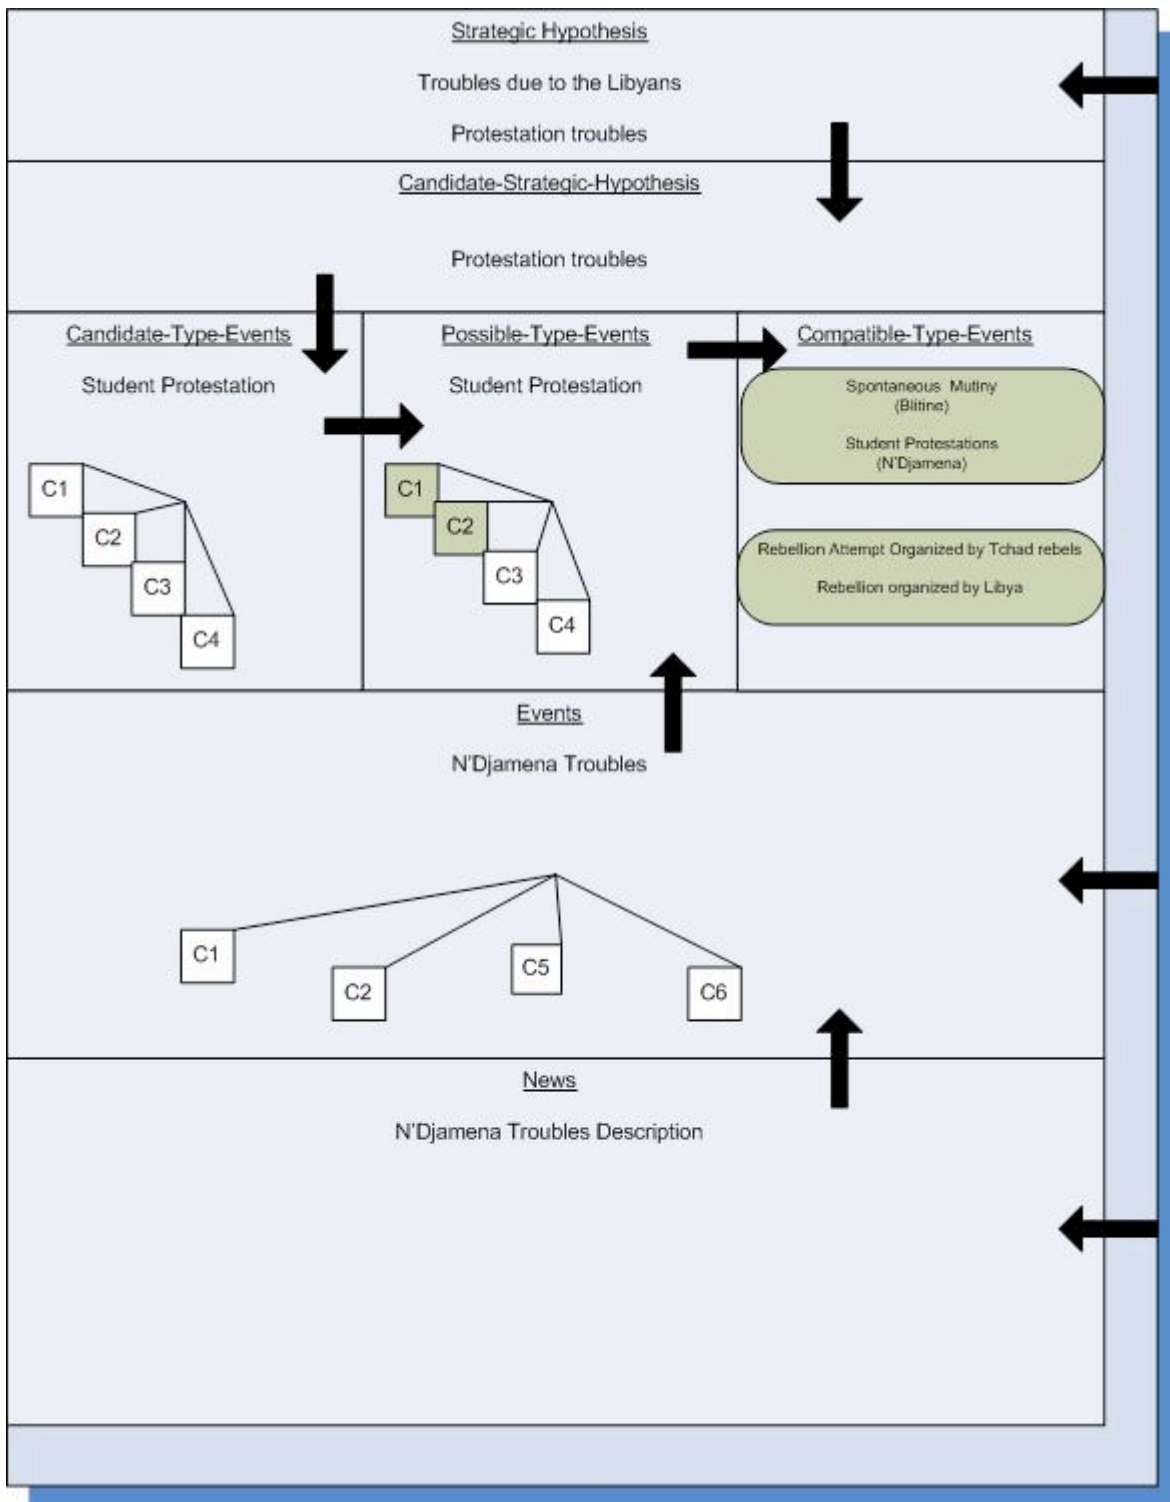 Strategic Hypothesis
Troubles due to the Libyans
Protestation troubles
Candidate-Strategic-Hypothesis
Protestation troubles
Candidate-Type-Events
Student Protestation
C1
C2
C3
C4
Possible-Type-Events
Student Protestation
C1
C2
C3
C4
Compatible-Type-Events
Spontaneous Mutiny
(Blitine)
Student Protestations
(N'Djamena)
Rebellion Attempt Organized by Tchad rebels
Rebellion organized by Libya
Events
N'Djamena Troubles
C1
C2
C5
C6
News
N'Djamena Troubles Description